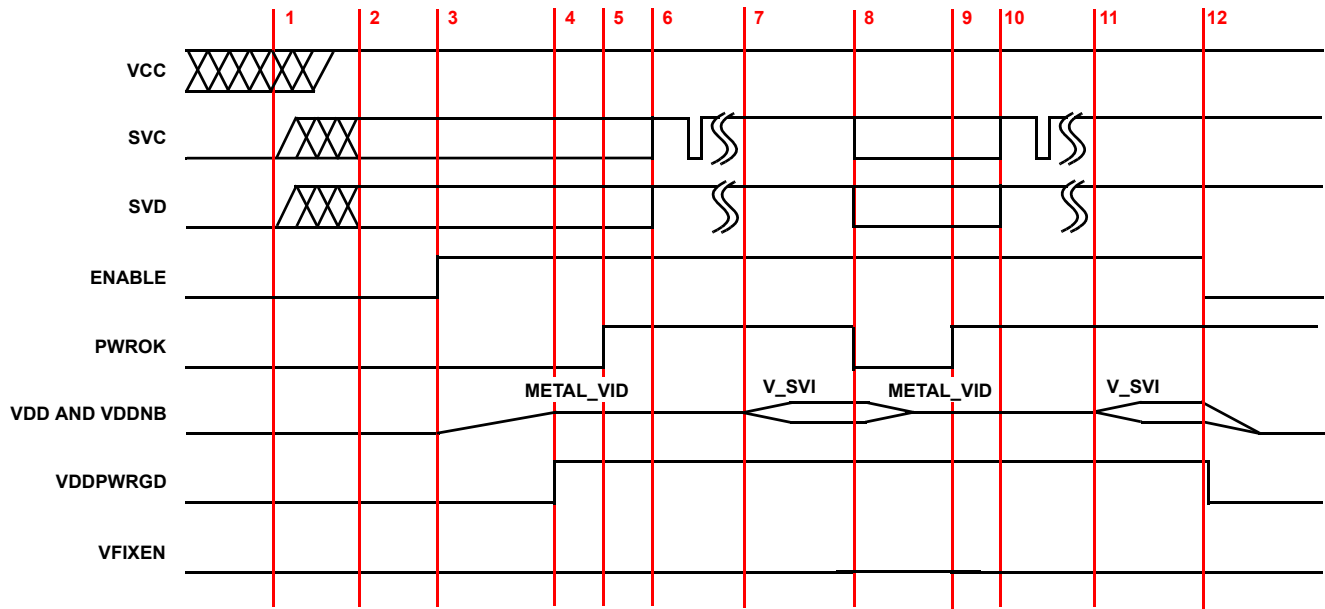 1 2 3 4 5 6 7 8 9 10 11 12
VCC
SVC
SVD
ENABLE
PWROK
METAL_VID V_SVI METAL_VID V_SVI
VDD AND VDDNB
VDDPWRGD
VFIXEN